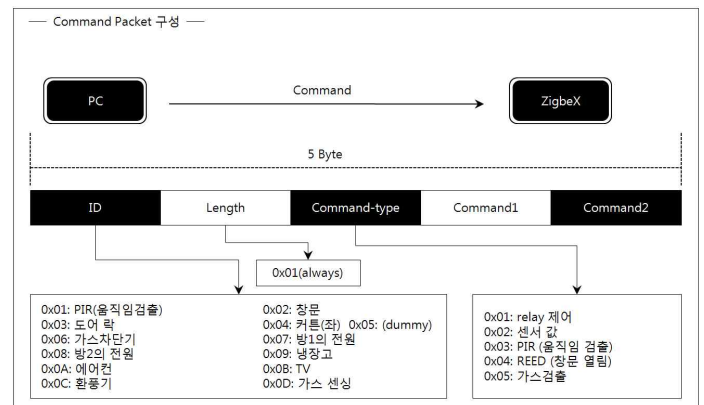 Command Packet 구성
PC
Command
ZigbeX
5 Byte
ID Length Command-type Command1 Command2
0x01(always)
0x01: PIR(움직임검출) 0x02: 창문
0x03: 도어 락 0x04: 커튼(좌) 0x05: (dummy)
0x06: 가스차단기 0x07: 방1의 전원
0x08: 방2의 전원 0x09: 냉장고
0x0A: 에어컨 0x0B: TV
0x0C: 환풍기 0x0D: 가스 센싱
0x01: relay 제어
0x02: 센서 값
0x03: PIR (움직임 검출)
0x04: REED (창문 열림)
0x05: 가스검출